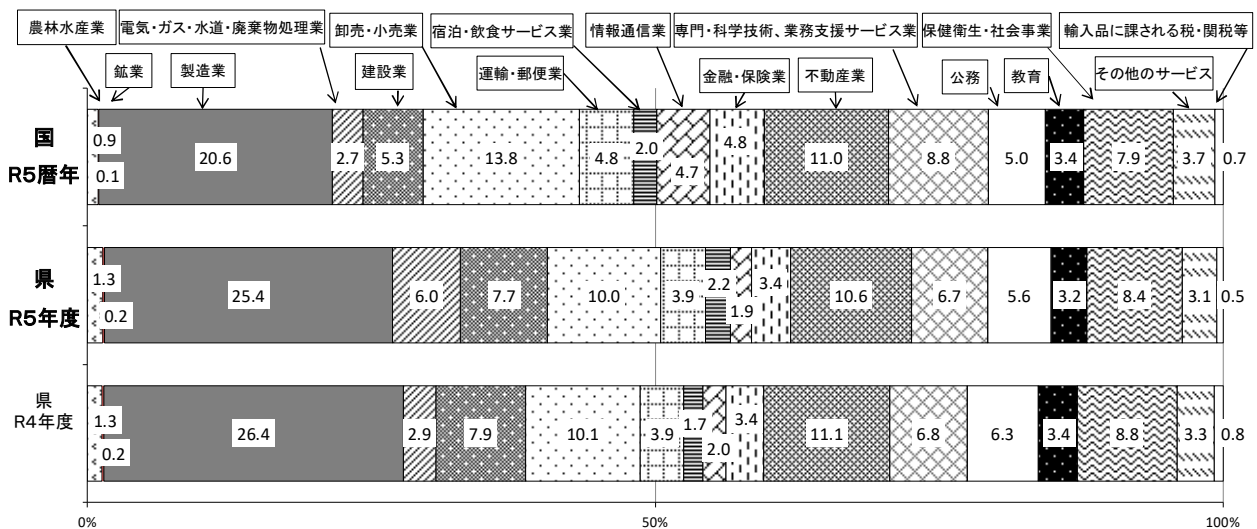 農林水産業 電気・ガス・水道・廃棄物処理業 卸売・小売業 宿泊・飲食サービス業 情報通信業 専門・科学技術、業務支援サービス業 保健衛生・社会事業 輸入品に課される税・関税等
鉱業 製造業 建設業 運輸・郵便業 金融・保険業 不動産業 公務 教育 その他のサービス
国
R5暦年
0.9 0.1 20.6 2.7 5.3 13.8 4.8 2.0 4.7 4.8 11.0 8.8 5.0 3.4 7.9 3.7 0.7
県
R5年度
1.3 0.2 25.4 6.0 7.7 10.0 3.9 2.2 1.9 3.4 10.6 6.7 5.6 3.2 8.4 3.1 0.5
県
R4年度
1.3 0.2 26.4 2.9 7.9 10.1 3.9 1.7 2.0 3.4 11.1 6.8 6.3 3.4 8.8 3.3 0.8
0% 50% 100%